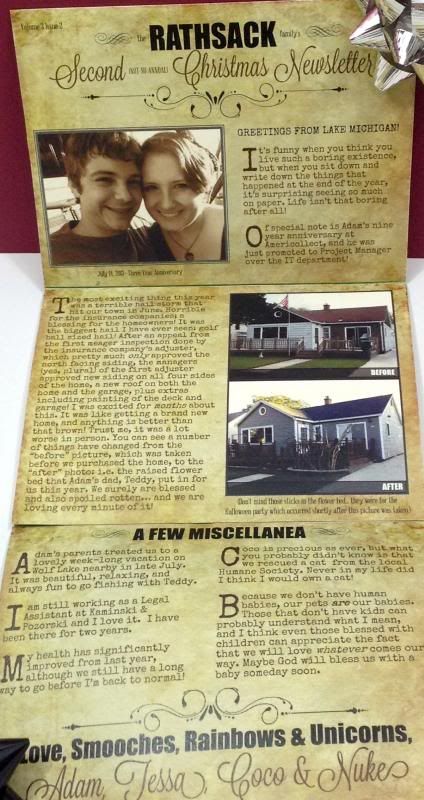 Volume 3 Issue 2
the RATHSACK family's
Second (NOT-SO-ANNUAL) Christmas Newsletter
GREETINGS FROM LAKE MICHIGAN!
It's funny when you think you
live such a boring existence,
but when you sit down and
write down the things that
happened at the end of the year,
it's surprising seeing so much
on paper. Life isn't that boring
after all!
Of special note is Adam's nine
year anniversary at
Americollect, and he was
just promoted to Project Manager
over the IT department!
July 14, 2013 - Three Year Anniversary
The most exciting thing this year
was a terrible hail storm that
hit our town in June. Horrible
for the insurance companies; a
blessing for the homeowners! It was
the biggest hail I have ever seen; golf
ball sized hail! After an appeal from
the first meager inspection done by
the insurance company's adjuster,
which pretty much only approved the
north facing siding, the managers
(yes, plural) of the first adjuster
approved new siding on all four sides
of the home, a new roof on both the
home and the garage, plus extras
including painting of the deck and
garage! I was excited for months about
this. It was like getting a brand new
home, and anything is better than
that brown! Trust me, it was a lot
worse in person. You can see a number
of things have changed from the
"before" picture, which was taken
before we purchased the home, to the
"after" photo: i.e. the raised flower
bed that Adam's dad, Teddy, put in for
us this year. We surely are blessed
and also spoiled rotten... and we are
loving every minute of it!
BEFORE
AFTER
(Don't mind those sticks in the flower bed... they were for the
Halloween party which occurred shortly after this picture was taken)
A FEW MISCELLANEA
Adam's parents treated us to a
lovely week-long vacation on
Wolf Lake nearby in late July.
It was beautiful, relaxing, and
always fun to go fishing with Teddy.
I am still working as a Legal
Assistant at Kaminski &
Pozorski and I love it. I have
been there for two years.
My health has significantly
improved from last year,
although we still have a long
way to go before I'm back to normal!
Coco is precious as ever, but what
you probably didn't know is that
we rescued a cat from the local
Humane Society. Never in my life did
I think I would own a cat!
Because we don't have human
babies, our pets are our babies.
Those that don't have kids can
probably understand what I mean,
and I think even those blessed with
children can appreciate the fact
that we will love whatever comes our
way. Maybe God will bless us with a
baby someday soon.
Love, Smooches, Rainbows & Unicorns,
Adam, Tessa, Coco & Nuke